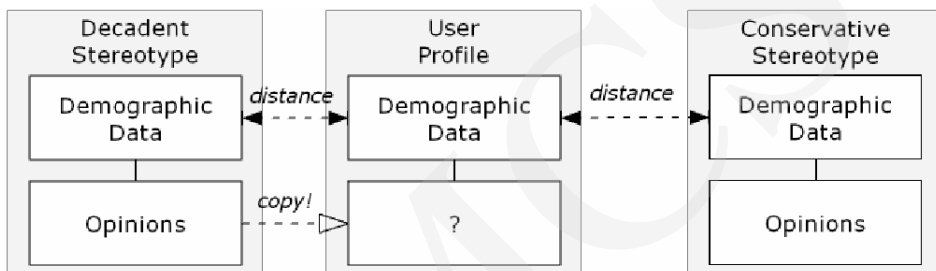 Decadent
Stereotype
Demographic
Data
Opinions
distance
copy!
User
Profile
Demographic
Data
?
distance
Conservative
Stereotype
Demographic
Data
Opinions